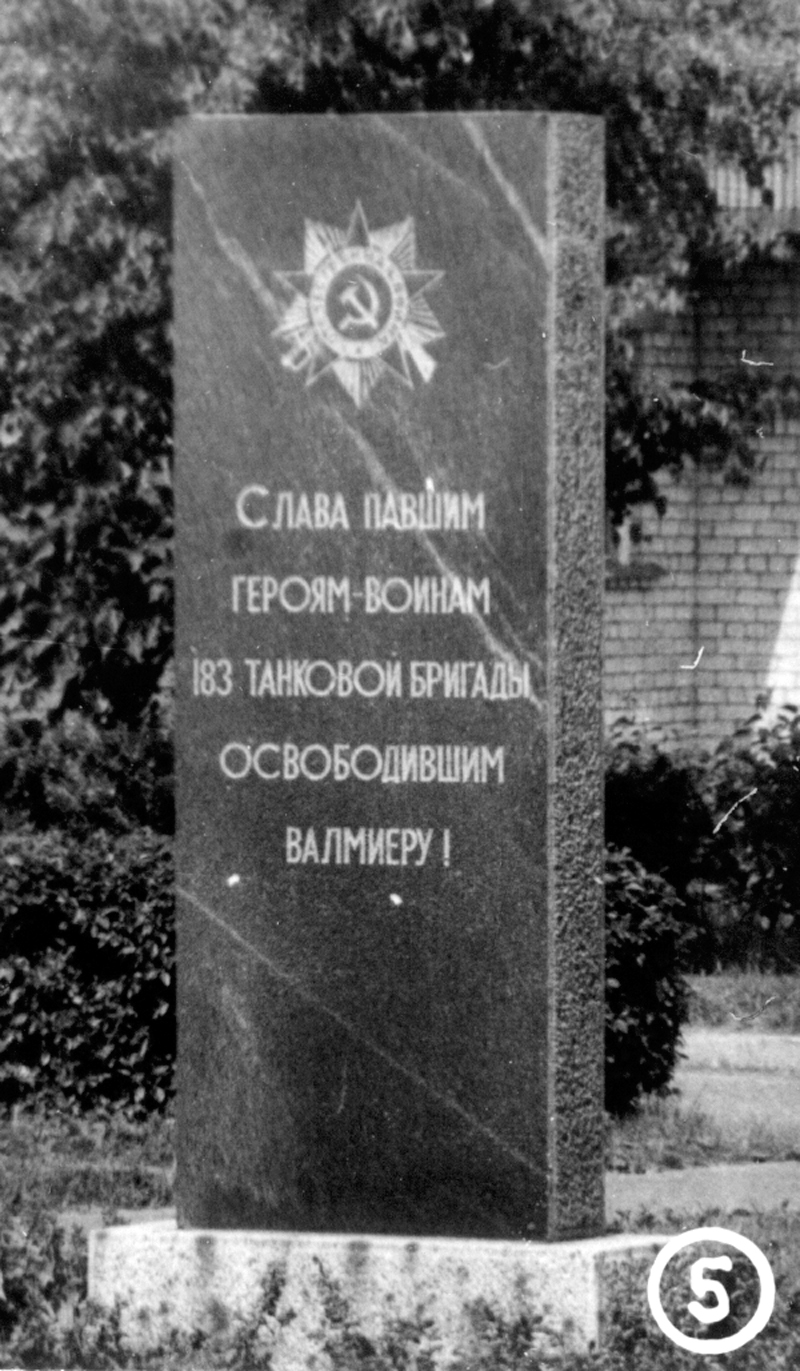 СЛАВА ПАВШИМ
ГЕРОЯМ-ВОИНАМ
183 ТАНКОВОЙ БРИГАДЫ
ОСВОБОДИВШИМ
ВАЛМИЕРУ!
5